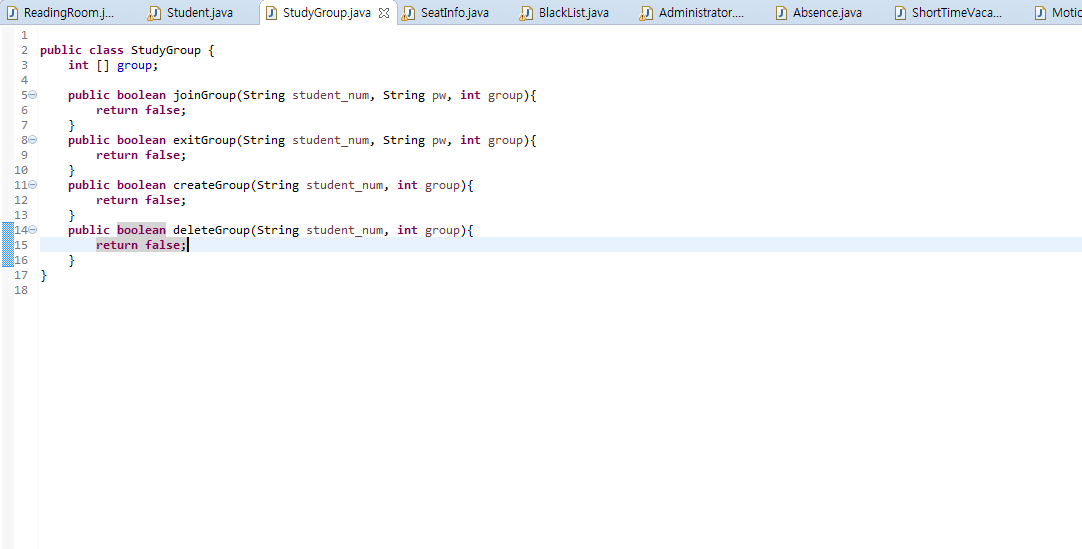 ReadingRoom.j... Student.java StudyGroup.java SeatInfo.java BlackList.java Administrator.... Absence.java ShortTimeVaca... Motio
1
2 public class StudyGroup {
3 int [] group;
4
5 public boolean joinGroup(String student_num, String pw, int group){
6 return false;
7 }
8 public boolean exitGroup(String student_num, String pw, int group){
9 return false;
10 }
11 public boolean createGroup(String student_num, int group){
12 return false;
13 }
14 public boolean deleteGroup(String student_num, int group){
15 return false;
16 }
17 }
18